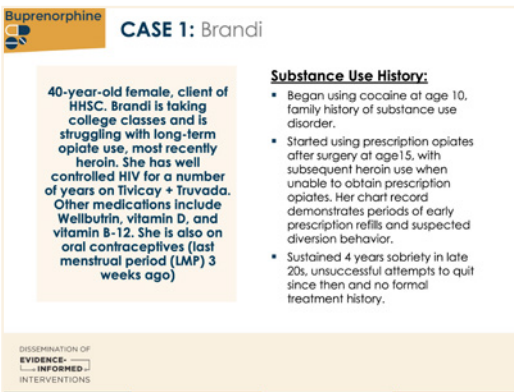 Buprenorphine
CASE 1: Brandi
40-year-old female, client of
HHSC. Brandi is taking
college classes and is
struggling with long-term
opiate use, most recently
heroin. She has well
controlled HIV for a number
of years on Tivicay + Truvada.
Other medications include
Wellbutrin, vitamin D, and
vitamin B-12. She is also on
oral contraceptives (last
menstrual period (LMP) 3
weeks ago)
Substance Use History:
▪ Began using cocaine at age 10,
family history of substance use
disorder.
▪ Started using prescription opiates
after surgery at age15, with
subsequent heroin use when
unable to obtain prescription
opiates. Her chart record
demonstrates periods of early
prescription refills and suspected
diversion behavior.
▪ Sustained 4 years sobriety in late
20s, unsuccessful attempts to quit
since then and no formal
treatment history.
DISSEMINATION OF
EVIDENCE-
INFORMED
INTERVENTIONS